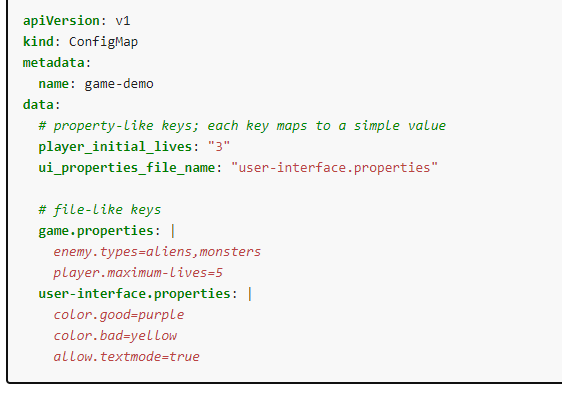 apiVersion: v1
kind: ConfigMap
metadata:
  name: game-demo
data:
  # property-like keys; each key maps to a simple value
  player_initial_lives: "3"
  ui_properties_file_name: "user-interface.properties"

  # file-like keys
  game.properties: |
    enemy.types=aliens,monsters
    player.maximum-lives=5
  user-interface.properties: |
    color.good=purple
    color.bad=yellow
    allow.textmode=true